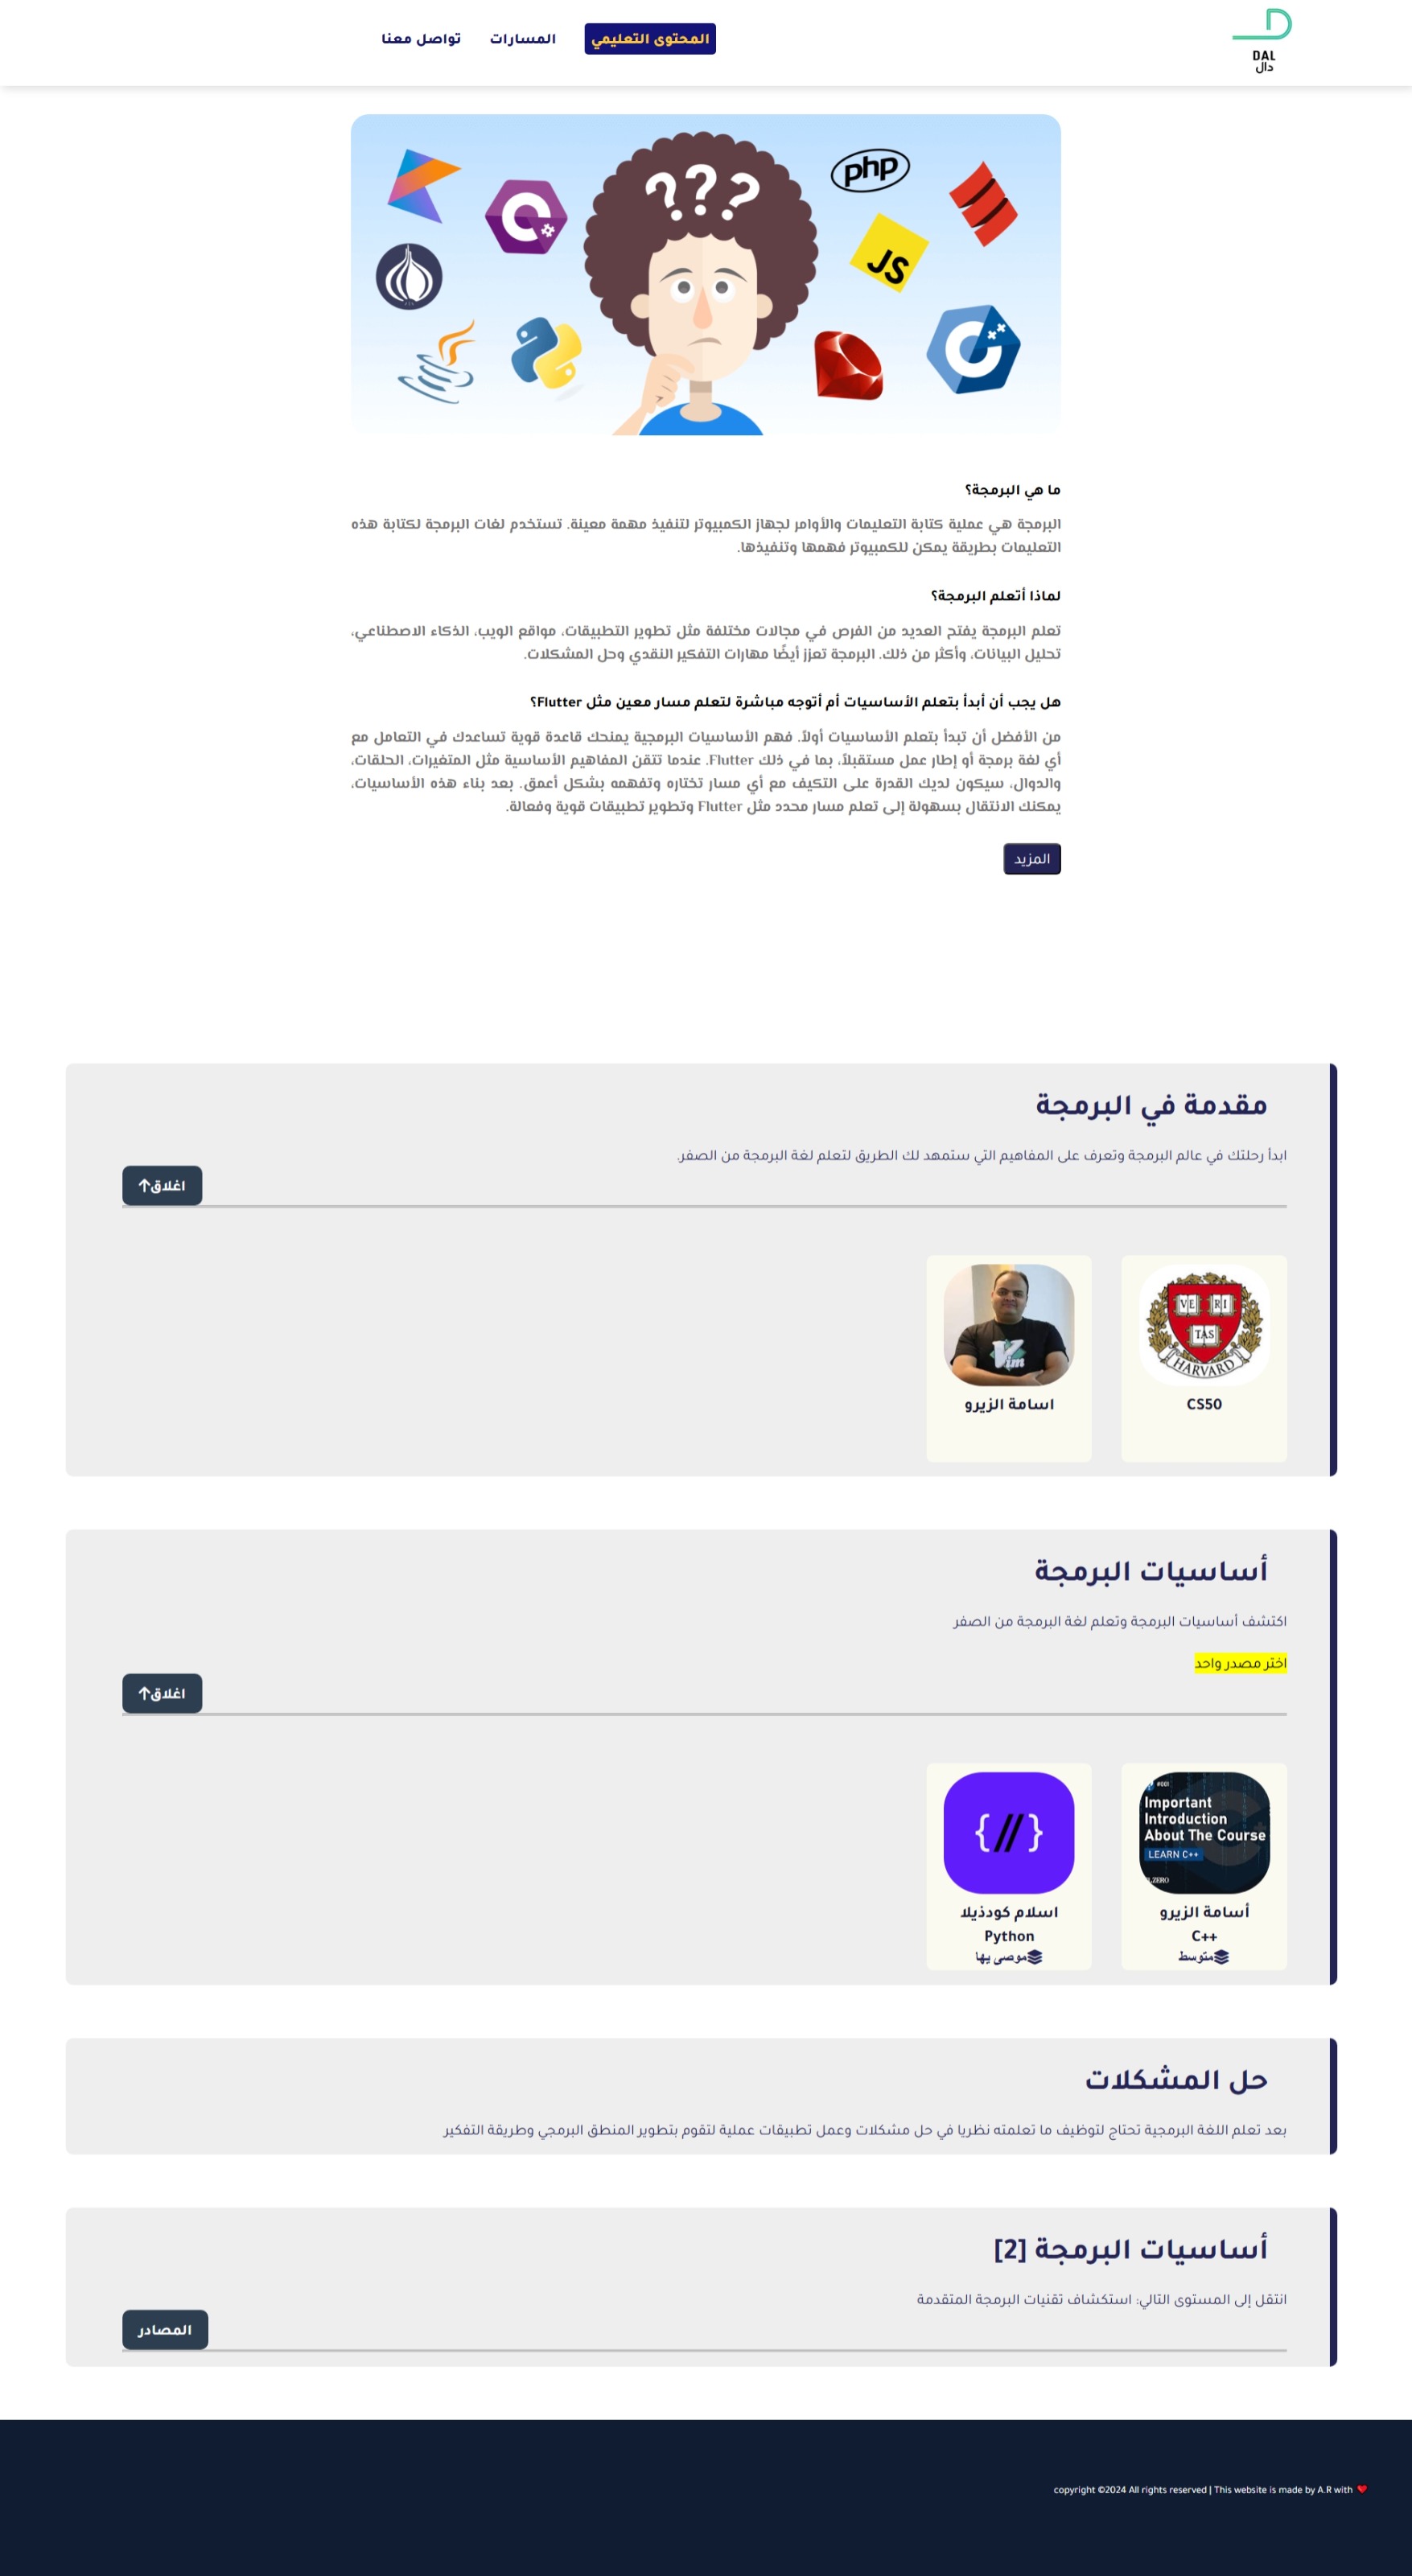 DAL
دال
المحتوى التعليمي
المسارات
تواصل معنا
???
php
JS
ما هي البرمجة؟
البرمجة هي عملية كتابة التعليمات والأوامر لجهاز الكمبيوتر لتنفيذ مهمة معينة. تستخدم لغات البرمجة لكتابة هذه
التعليمات بطريقة يمكن للكمبيوتر فهمها وتنفيذها.
لماذا أتعلم البرمجة؟
تعلم البرمجة يفتح العديد من الفرص في مجالات مختلفة مثل تطوير التطبيقات، مواقع الويب، الذكاء الاصطناعي،
تحليل البيانات، وأكثر من ذلك. البرمجة تعزز أيضًا مهارات التفكير النقدي وحل المشكلات.
هل يجب أن أبدأ بتعلم الأساسيات أم أتوجه مباشرة لتعلم مسار معين مثل Flutter؟
من الأفضل أن تبدأ بتعلم الأساسيات أولاً. فهم الأساسيات البرمجية يمنحك قاعدة قوية تساعدك في التعامل مع
أي لغة برمجة أو إطار عمل مستقبلاً، بما في ذلك Flutter. عندما تتقن المفاهيم الأساسية مثل المتغيرات، الحلقات،
والدوال، سيكون لديك القدرة على التكيف مع أي مسار تختاره وتفهمه بشكل أعمق. بعد بناء هذه الأساسيات،
يمكنك الانتقال بسهولة إلى تعلم مسار محدد مثل Flutter وتطوير تطبيقات قوية وفعالة.
المزيد
مقدمة في البرمجة
ابدأ رحلتك في عالم البرمجة وتعرف على المفاهيم التي ستمهد لك الطريق لتعلم لغة البرمجة من الصفر.
اغلاق↑
VE RI
TAS
HARVARD
CS50
Vim
اسامة الزيرو
أساسيات البرمجة
اكتشف أساسيات البرمجة وتعلم لغة البرمجة من الصفر
اختر مصدر واحد
اغلاق↑
#001
Important
Introduction
About The Course
LEARN C++
أسامة الزيرو
C++
متوسط
{//}
اسلام كودذيلا
Python
موصى بها
حل المشكلات
بعد تعلم اللغة البرمجية تحتاج لتوظيف ما تعلمته نظريا في حل مشكلات وعمل تطبيقات عملية لتقوم بتطوير المنطق البرمجي وطريقة التفكير
أساسيات البرمجة [2]
انتقل إلى المستوى التالي: استكشاف تقنيات البرمجة المتقدمة
المصادر
copyright ©2024 All rights reserved | This website is made by A.R with ❤